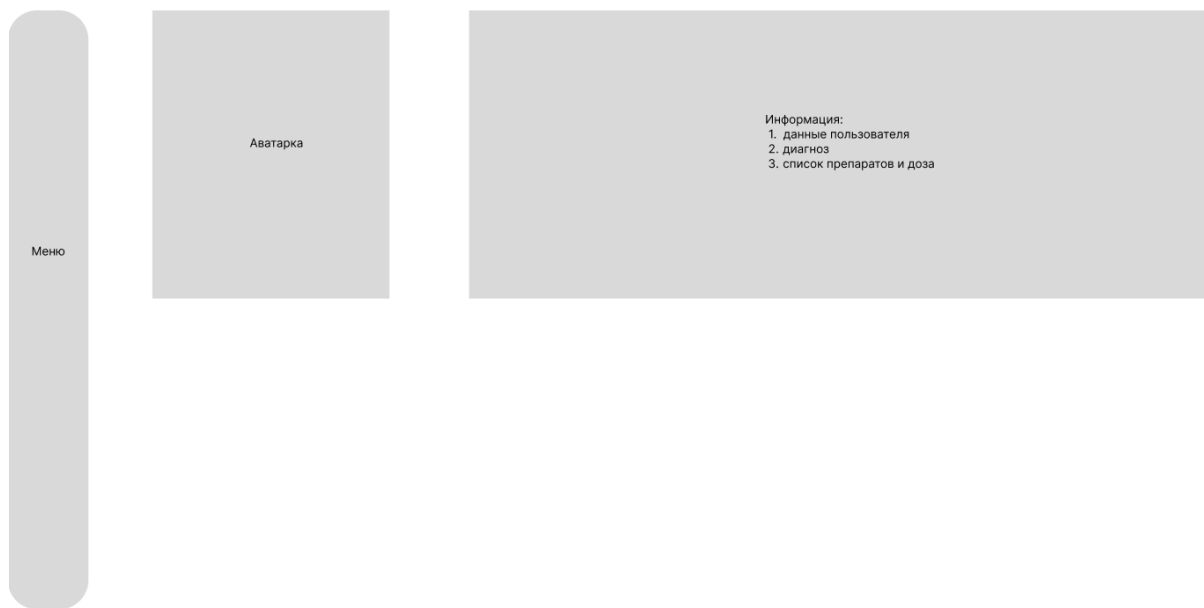 Меню
Аватарка
Информация:
1. данные пользователя
2. диагноз
3. список препаратов и доза